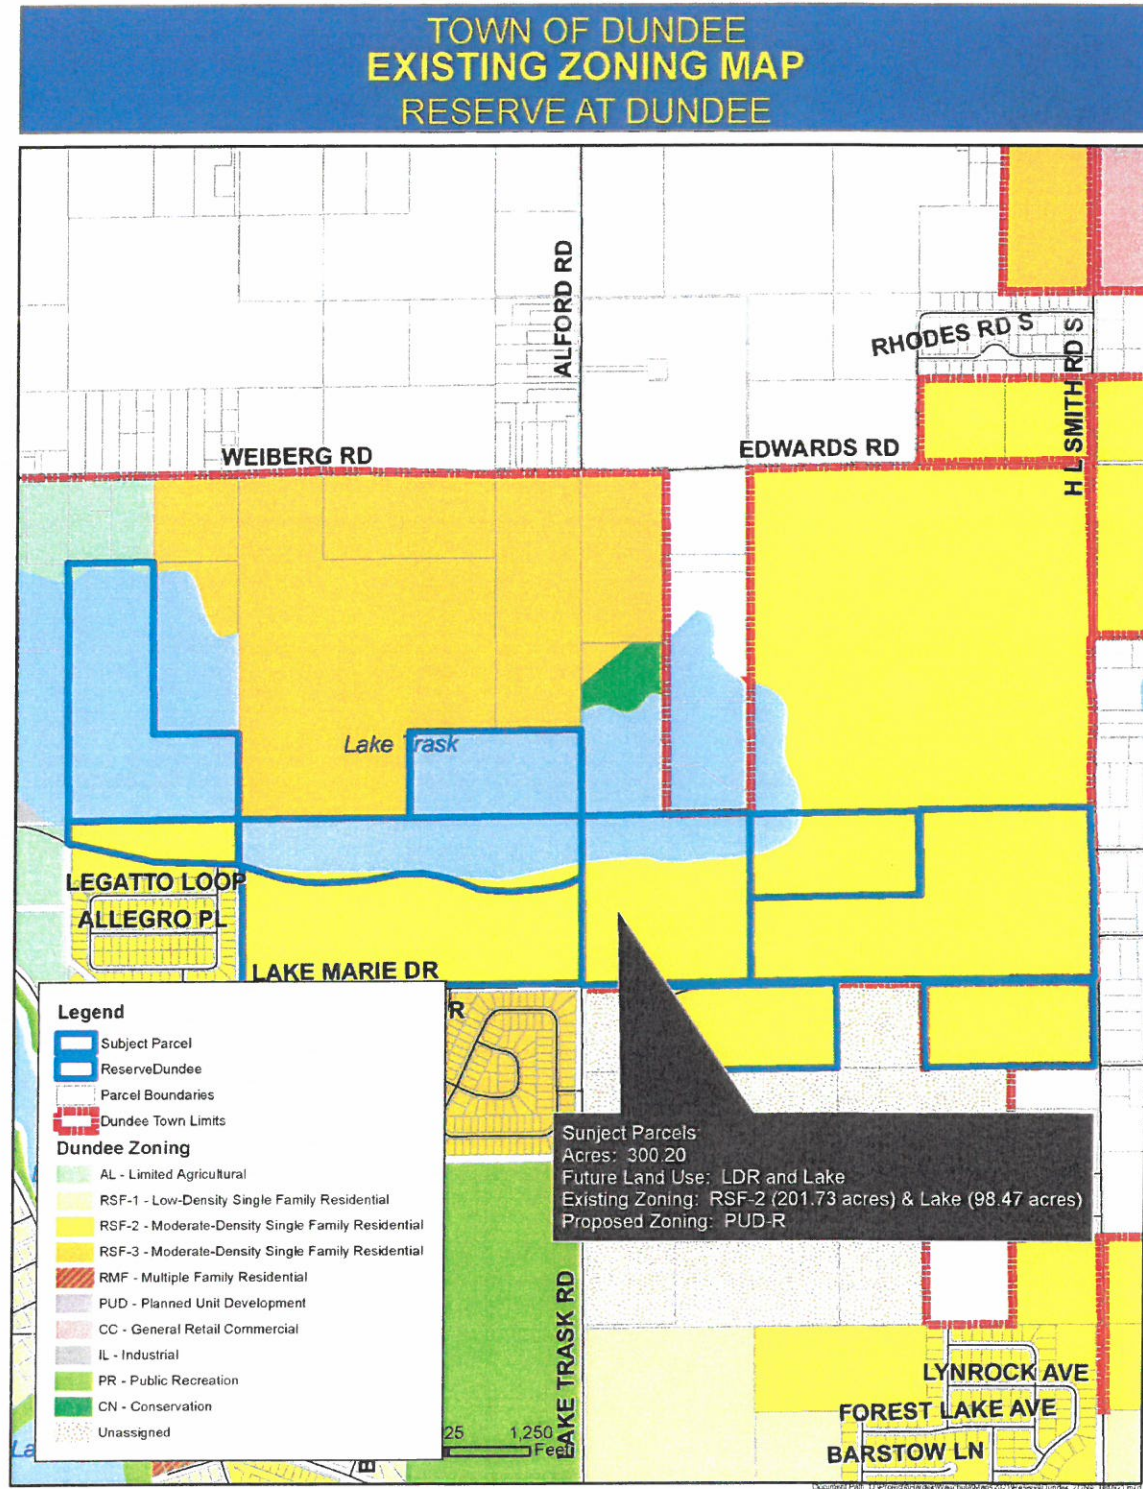 TOWN OF DUNDEE
EXISTING ZONING MAP
RESERVE AT DUNDEE
ALFORD RD
RHODES RD S
H L SMITH RD S
WEIBERG RD
EDWARDS RD
Lake Trask
LEGATTO LOOP
ALLEGRO PL
LAKE MARIE DR
R
Legend
Subject Parcel
ReserveDundee
Parcel Boundaries
Dundee Town Limits
Dundee Zoning
AL - Limited Agricultural
RSF-1 - Low-Density Single Family Residential
RSF-2 - Moderate-Density Single Family Residential
RSF-3 - Moderate-Density Single Family Residential
RMF - Multiple Family Residential
PUD - Planned Unit Development
CC - General Retail Commercial
IL - Industrial
PR - Public Recreation
CN - Conservation
Unassigned
Sunject Parcels
Acres: 300.20
Future Land Use: LDR and Lake
Existing Zoning: RSF-2 (201.73 acres) & Lake (98.47 acres)
Proposed Zoning: PUD-R
LAKE TRASK RD
LYNROCK AVE
FOREST LAKE AVE
BARSTOW LN
25 1,250
Feet
La
B